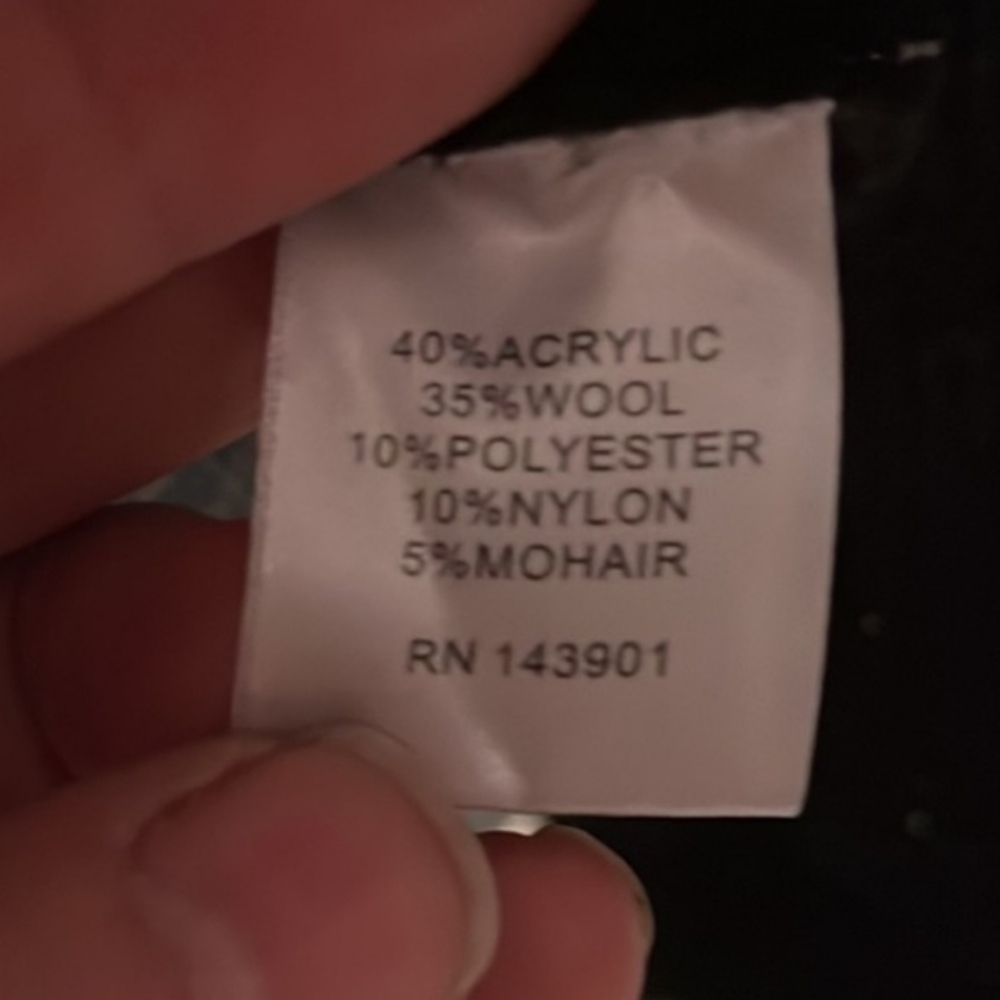 40%ACRYLIC
35%WOOL
10%POLYESTER
10%NYLON
5%MOHAIR
RN 143901